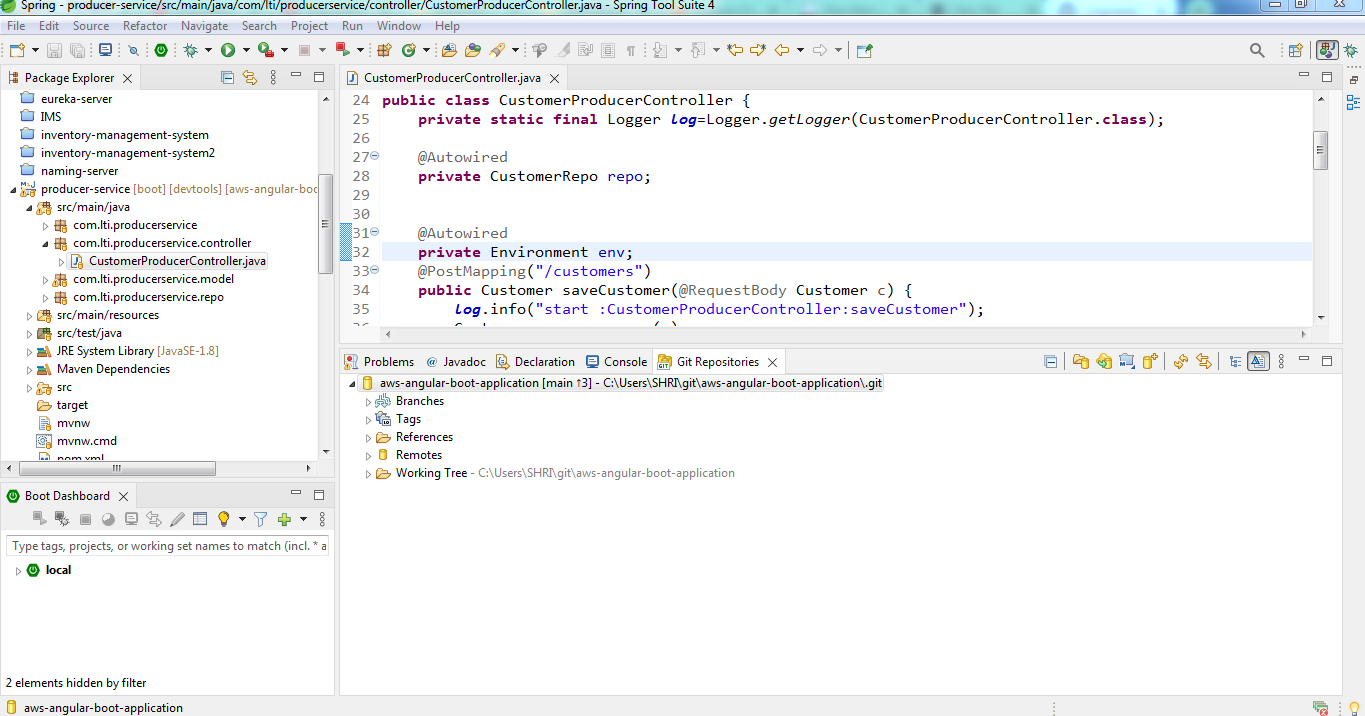 Spring - producer-service/src/main/java/com/lti/producerservice/controller/CustomerProducerController.java - Spring Tool Suite 4
File Edit Source Refactor Navigate Search Project Run Window Help
Package Explorer
eureka-server
IMS
inventory-management-system
inventory-management-system2
naming-server
producer-service [boot] [devtools] [aws-angular-boo
src/main/java
com.lti.producerservice
com.lti.producerservice.controller
CustomerProducerController.java
com.lti.producerservice.model
com.lti.producerservice.repo
src/main/resources
src/test/java
JRE System Library [JavaSE-1.8]
Maven Dependencies
src
target
mvnw
mvnw.cmd
pom.xml
CustomerProducerController.java
24 public class CustomerProducerController {
25 private static final Logger log=Logger.getLogger(CustomerProducerController.class);
26
27 @Autowired
28 private CustomerRepo repo;
29
30
31 @Autowired
32 private Environment env;
33 @PostMapping("/customers")
34 public Customer saveCustomer(@RequestBody Customer c) {
35 log.info("start :CustomerProducerController:saveCustomer");
Boot Dashboard
Type tags, projects, or working set names to match (incl. * a
local
2 elements hidden by filter
Problems @ Javadoc Declaration Console Git Repositories
aws-angular-boot-application [main ↑3] - C:\Users\SHRI\git\aws-angular-boot-application\.git
Branches
Tags
References
Remotes
Working Tree - C:\Users\SHRI\git\aws-angular-boot-application
aws-angular-boot-application